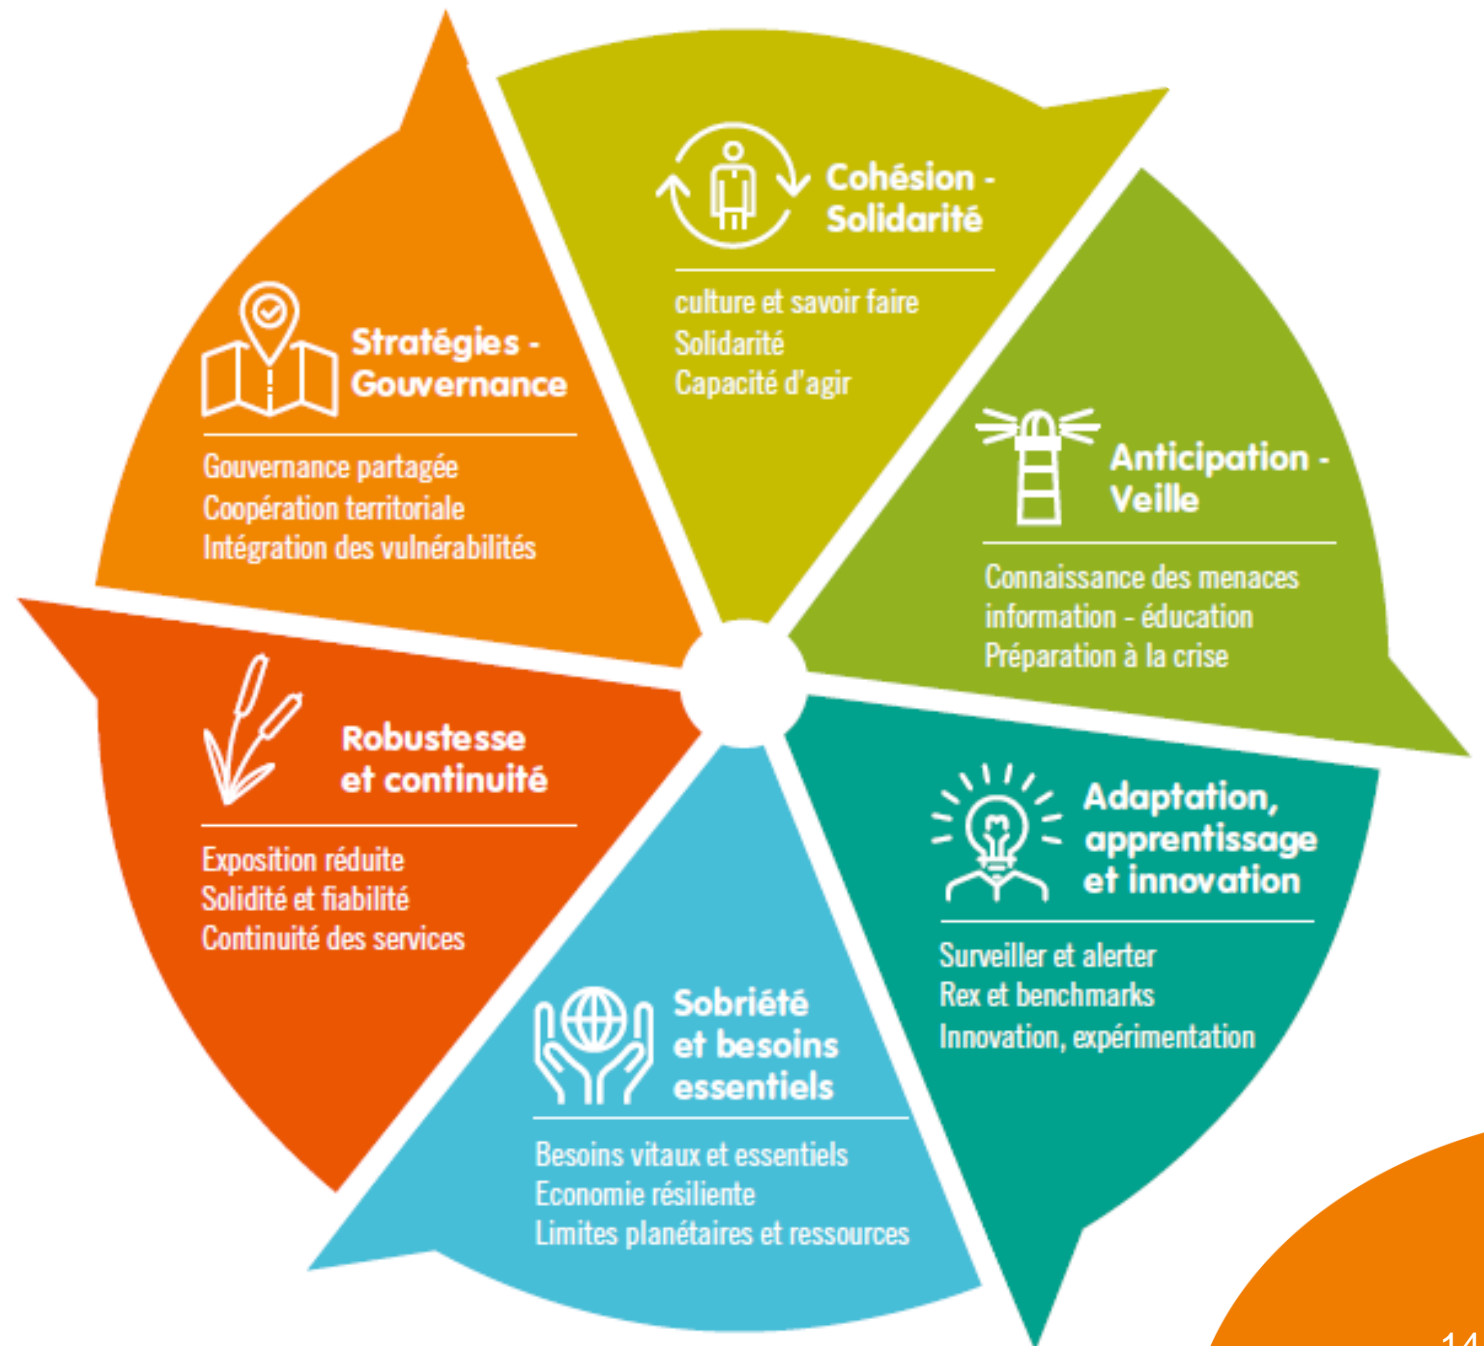 Cohésion -
Solidarité
culture et savoir faire
Solidarité
Capacité d'agir
Anticipation -
Veille
Connaissance des menaces
information - éducation
Préparation à la crise
Adaptation,
apprentissage
et innovation
Surveiller et alerter
Rex et benchmarks
Innovation, expérimentation
Sobriété
et besoins
essentiels
Besoins vitaux et essentiels
Economie résiliente
Limites planétaires et ressources
Robustesse
et continuité
Exposition réduite
Solidité et fiabilité
Continuité des services
Stratégies -
Gouvernance
Gouvernance partagée
Coopération territoriale
Intégration des vulnérabilités
14